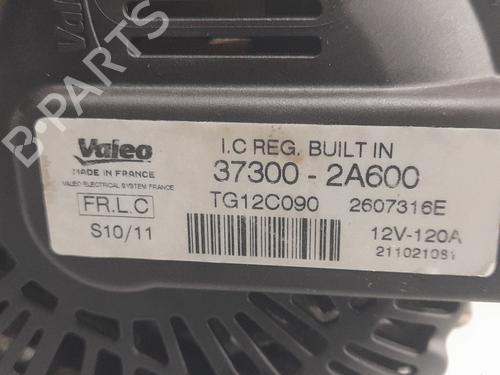 Valeo
B-PARTS
Valeo
I.C REG. BUILT IN
MADE IN FRANCE
37300 - 2A600
VALEO ELECTRICAL SYSTEM FRANCE
TG12C090 2607316E
FR.L.C
12V-120A
S10/11
211021081